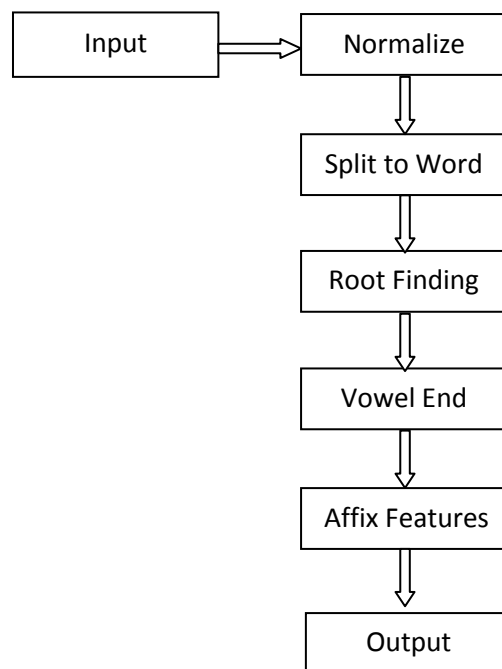 Input
Normalize
Split to Word
Root Finding
Vowel End
Affix Features
Output